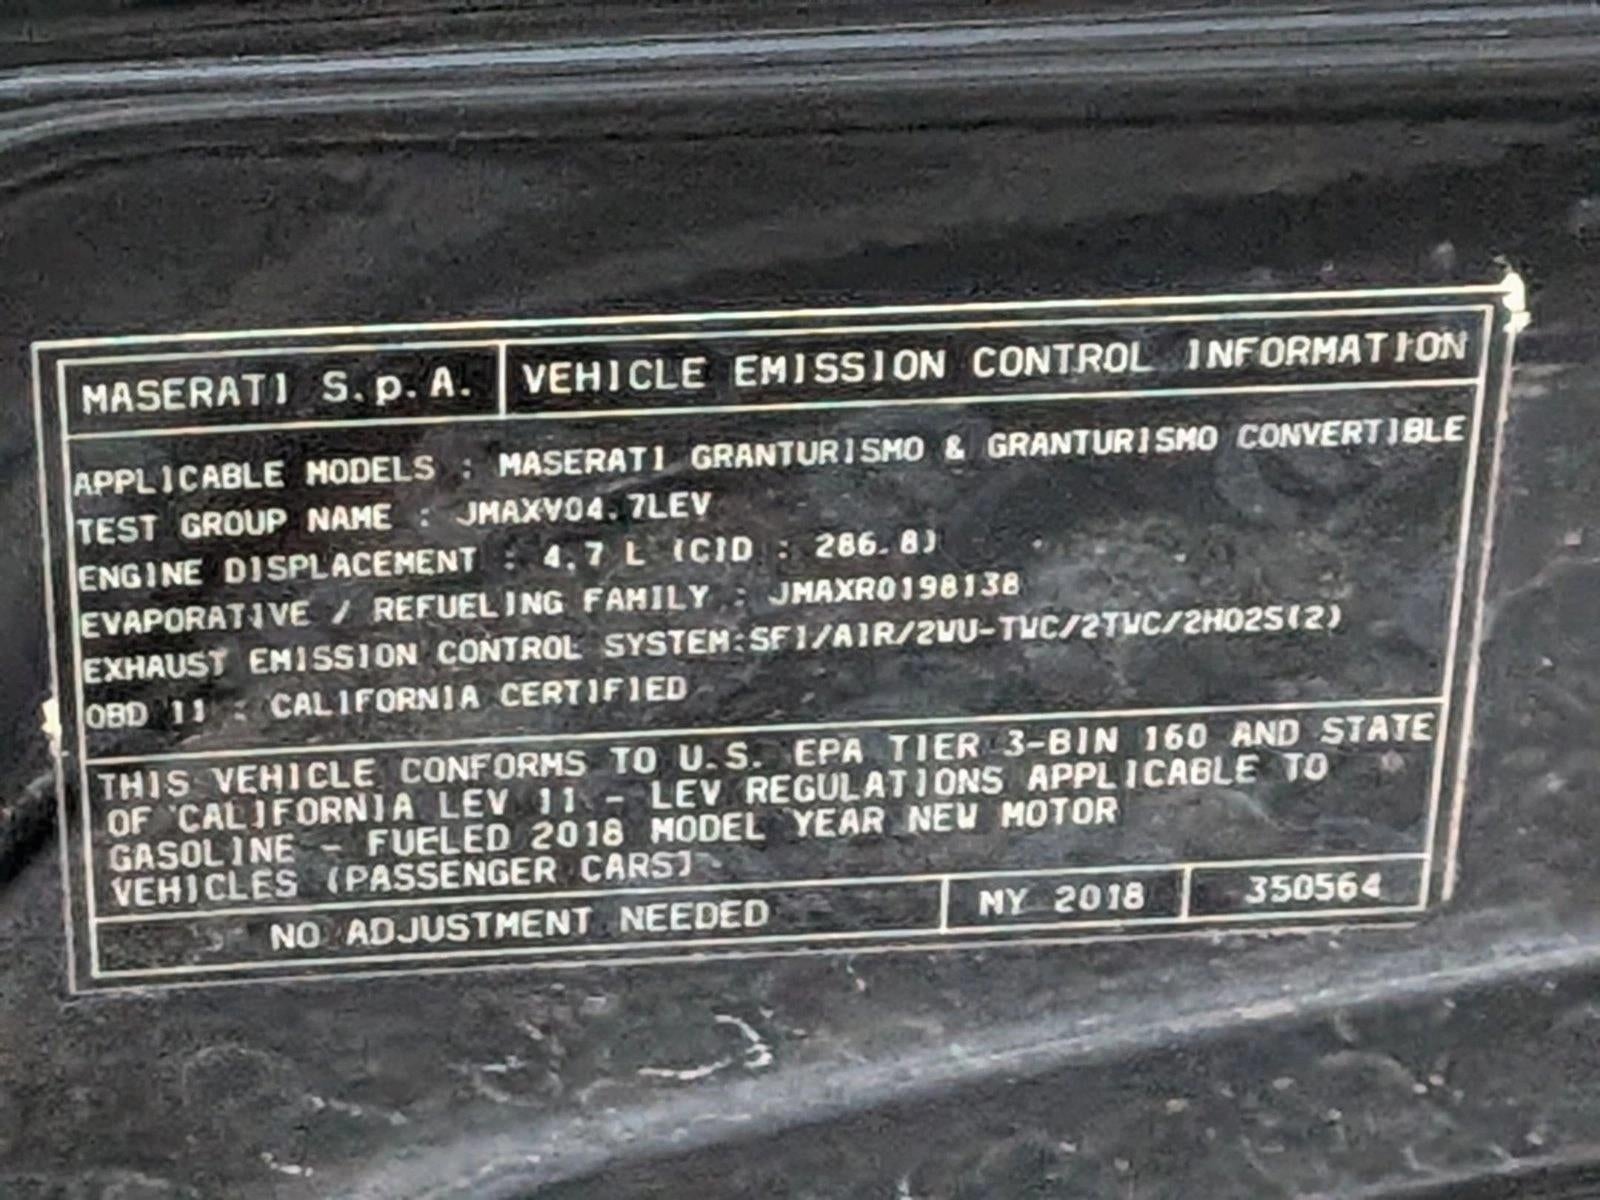 MASERATI S.p.A. VEHICLE EMISSION CONTROL INFORMATION
APPLICABLE MODELS : MASERATI GRANTURISMO & GRANTURISMO CONVERTIBLE
TEST GROUP NAME : JMAXV04.7LEV
ENGINE DISPLACEMENT : 4.7 L (CID : 286.8)
EVAPORATIVE / REFUELING FAMILY : JMAXR0198138
EXHAUST EMISSION CONTROL SYSTEM:SFI/AIR/2WU-TWC/2TWC/2HO2S(2)
OBD II : CALIFORNIA CERTIFIED
THIS VEHICLE CONFORMS TO U.S. EPA TIER 3-BIN 160 AND STATE
OF CALIFORNIA LEV II - LEV REGULATIONS APPLICABLE TO
GASOLINE - FUELED 2018 MODEL YEAR NEW MOTOR
VEHICLES (PASSENGER CARS)
NO ADJUSTMENT NEEDED MY 2018 350564